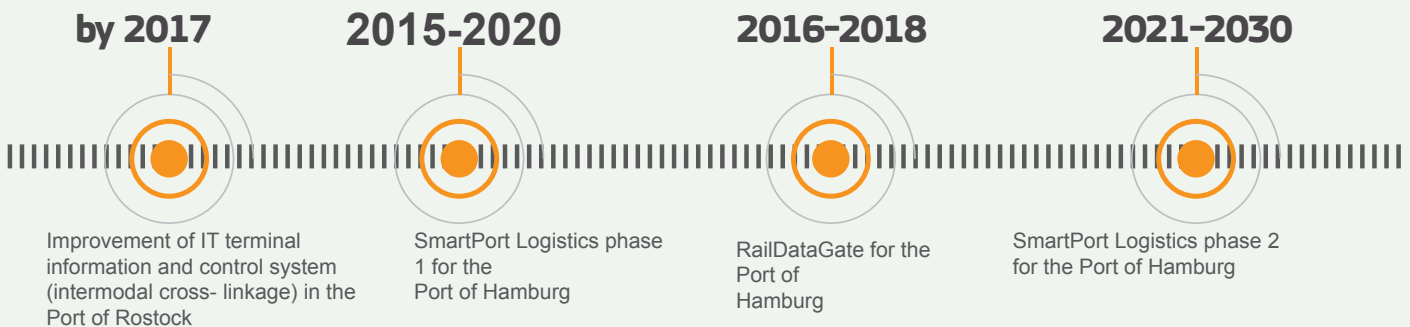 by 2017
Improvement of IT terminal
information and control system
(intermodal cross- linkage) in the
Port of Rostock
2015-2020
SmartPort Logistics phase
1 for the
Port of Hamburg
2016-2018
RailDataGate for the
Port of
Hamburg
2021-2030
SmartPort Logistics phase 2
for the Port of Hamburg